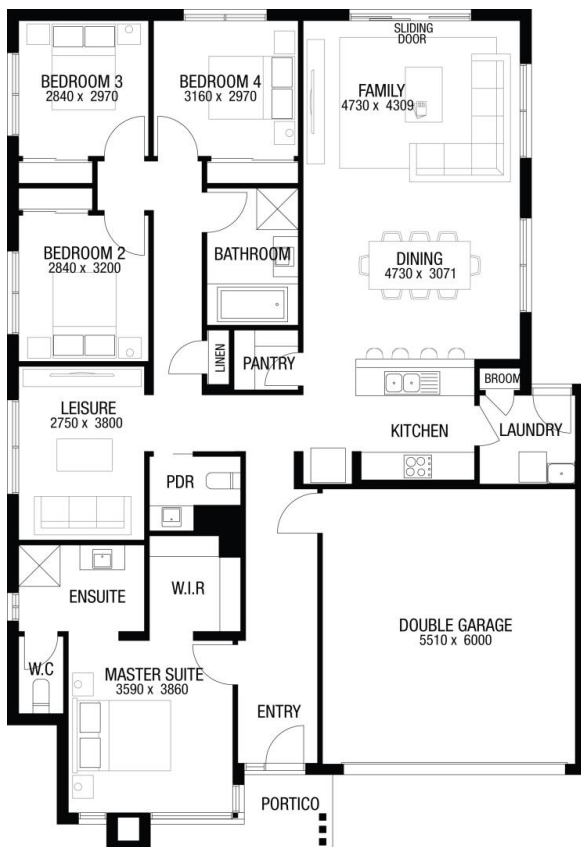 SLIDING
DOOR
BEDROOM 3
2840 x 2970
BEDROOM 4
3160 x 2970
FAMILY
4730 x 4309
BEDROOM 2
2840 x 3200
BATHROOM
DINING
4730 x 3071
LINEN
PANTRY
BROOM
LEISURE
2750 x 3800
KITCHEN
LAUNDRY
PDR
ENSUITE
W.I.R
DOUBLE GARAGE
5510 x 6000
W.C
MASTER SUITE
3590 x 3860
ENTRY
PORTICO